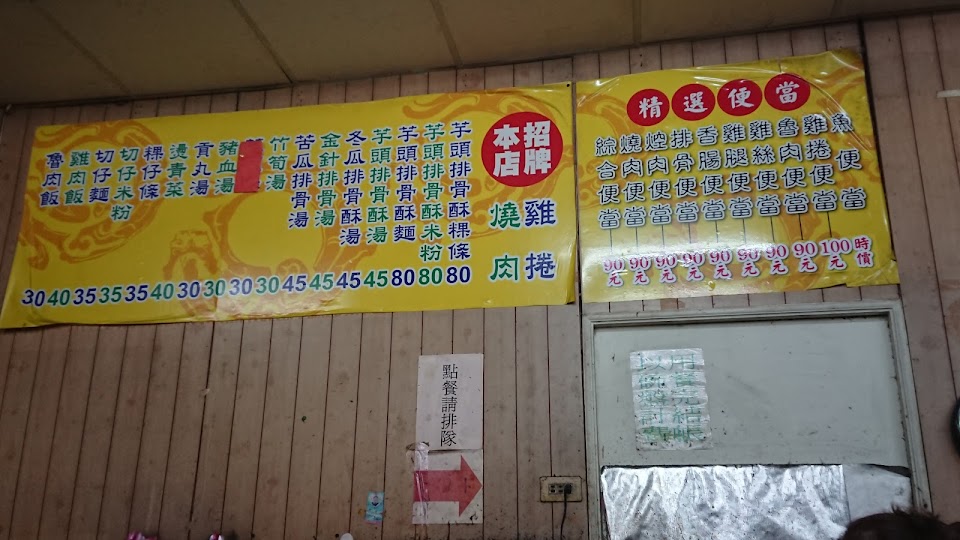 本店招牌
雞捲
燒肉
芋頭排骨酥粿條 80
芋頭排骨酥米粉 80
芋頭排骨酥麵 80
芋頭排骨酥湯 45
冬瓜排骨酥湯 45
金針排骨湯 45
苦瓜排骨湯 45
竹筍湯 30
30
豬血湯 30
貢丸湯 30
燙青菜 40
粿仔條 35
切仔米粉 35
切仔麵 35
雞肉飯 40
魯肉飯 30
精選便當
魚便當 時價
雞捲便當 100元
魯肉便當 90元
雞絲便當 90元
雞腿便當 90元
香腸便當 90元
排骨便當 90元
焢肉便當 90元
燒肉便當 90元
綜合便當 90元
點餐請排隊